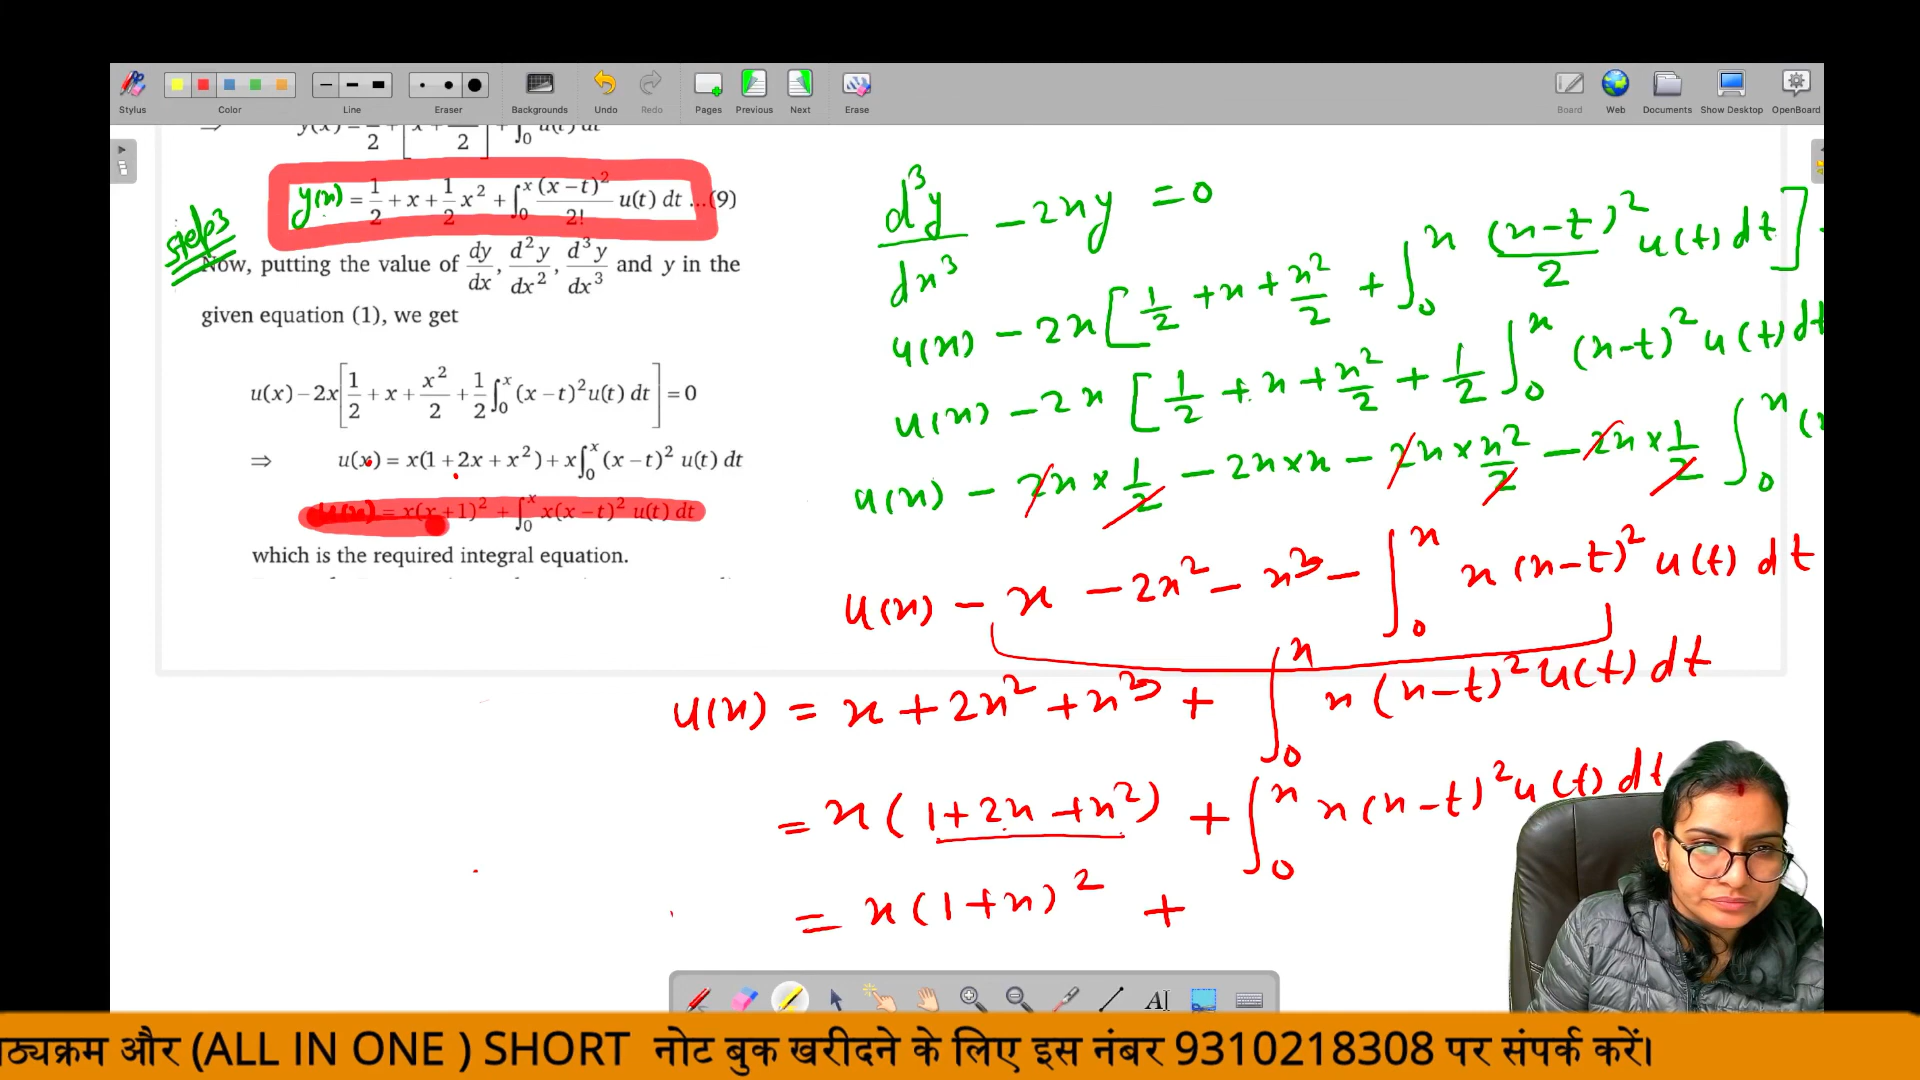 Stylus Color Line Eraser Backgrounds Undo Redo Pages Previous Next Erase Board Web Documents Show Desktop OpenBoard
y(x) = 1/2 + x + 1/2 x² + ∫₀ˣ (x−t)²/2! u(t) dt ...(9)
Step3
Now, putting the value of dy/dx, d²y/dx², d³y/dx³ and y in the
given equation (1), we get
u(x) − 2x[1/2 + x + x²/2 + 1/2 ∫₀ˣ (x−t)² u(t) dt] = 0
⇒ u(x) = x(1 + 2x + x²) + x∫₀ˣ (x−t)² u(t) dt
u(x) = x(x+1)² + ∫₀ˣ x(x−t)² u(t) dt
which is the required integral equation.
d³y/dx³ − 2xy = 0
u(x) − 2x[1/2 + x + x²/2 + ∫₀ˣ (x−t)²/2 u(t) dt]
u(x) − 2x[1/2 + x + x²/2 + 1/2 ∫₀ˣ (x−t)² u(t) dt
u(x) − 2x × 1/2 − 2x × x − 2x × x²/2 − 2x × 1/2 ∫₀ˣ (x
u(x) − x − 2x² − x³ − ∫₀ˣ x(x−t)² u(t) dt
u(x) = x + 2x² + x³ + ∫₀ˣ x(x−t)² u(t) dt
= x(1 + 2x + x²) + ∫₀ˣ x(x−t)² u(t) dt
= x(1+x)² +
ठ्यक्रम और (ALL IN ONE ) SHORT नोट बुक खरीदने के लिए इस नंबर 9310218308 पर संपर्क करें।